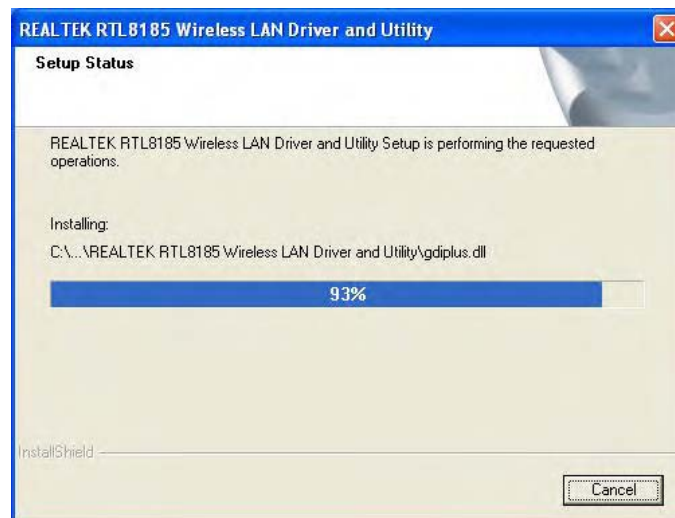 REALTEK RTL8185 Wireless LAN Driver and Utility
Setup Status
REALTEK RTL8185 Wireless LAN Driver and Utility Setup is performing the requested
operations.
Installing:
C:\...\REALTEK RTL8185 Wireless LAN Driver and Utility\gdiplus.dll
93%
InstallShield
Cancel